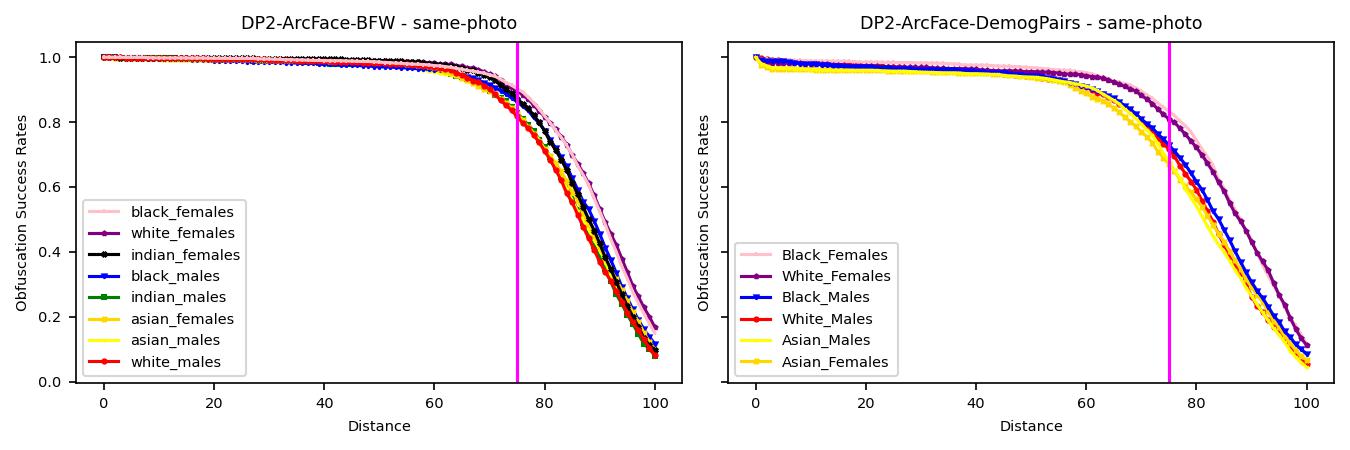 DP2-ArcFace-BFW - same-photo
Obfuscation Success Rates
1.0
0.8
0.6
0.4
0.2
0.0
black_females
white_females
indian_females
black_males
indian_males
asian_females
asian_males
white_males
0 20 40 60 80 100
Distance
DP2-ArcFace-DemogPairs - same-photo
Obfuscation Success Rates
Black_Females
White_Females
Black_Males
White_Males
Asian_Males
Asian_Females
0 20 40 60 80 100
Distance